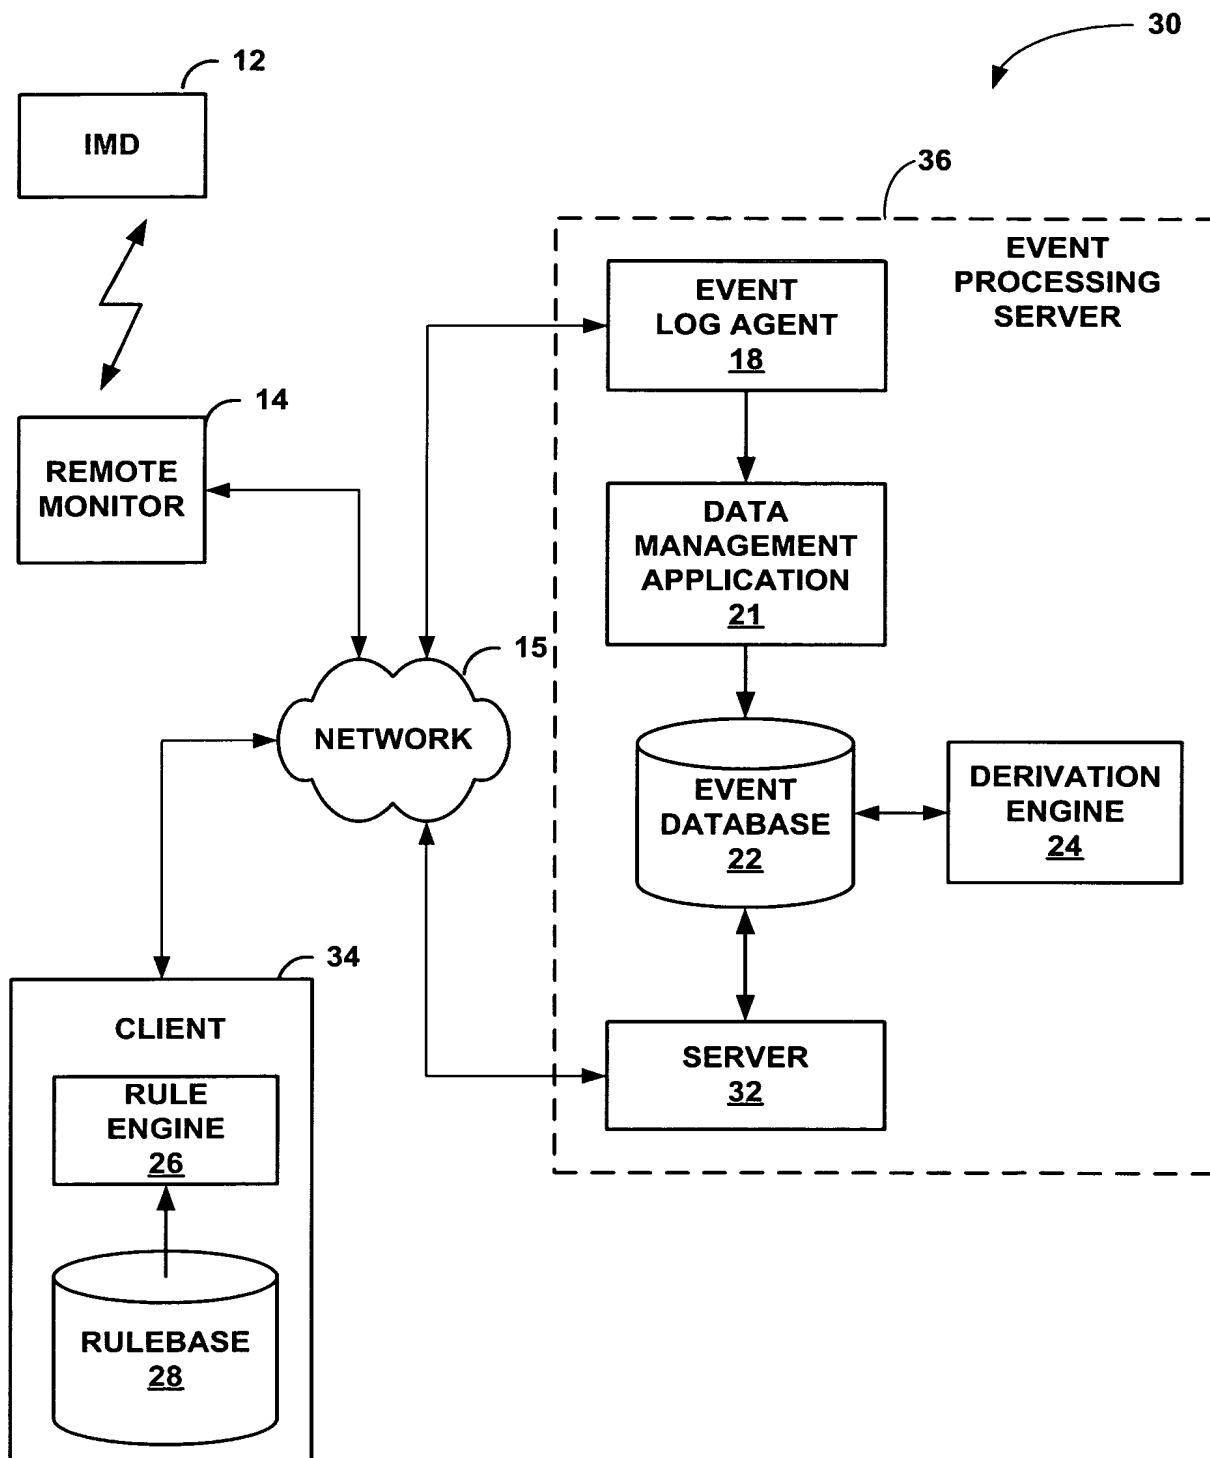 30
12
IMD
36
EVENT
PROCESSING
SERVER
EVENT
LOG AGENT
18
14
REMOTE
MONITOR
DATA
MANAGEMENT
APPLICATION
21
15
NETWORK
EVENT
DATABASE
22
DERIVATION
ENGINE
24
34
CLIENT
RULE
ENGINE
26
SERVER
32
RULEBASE
28